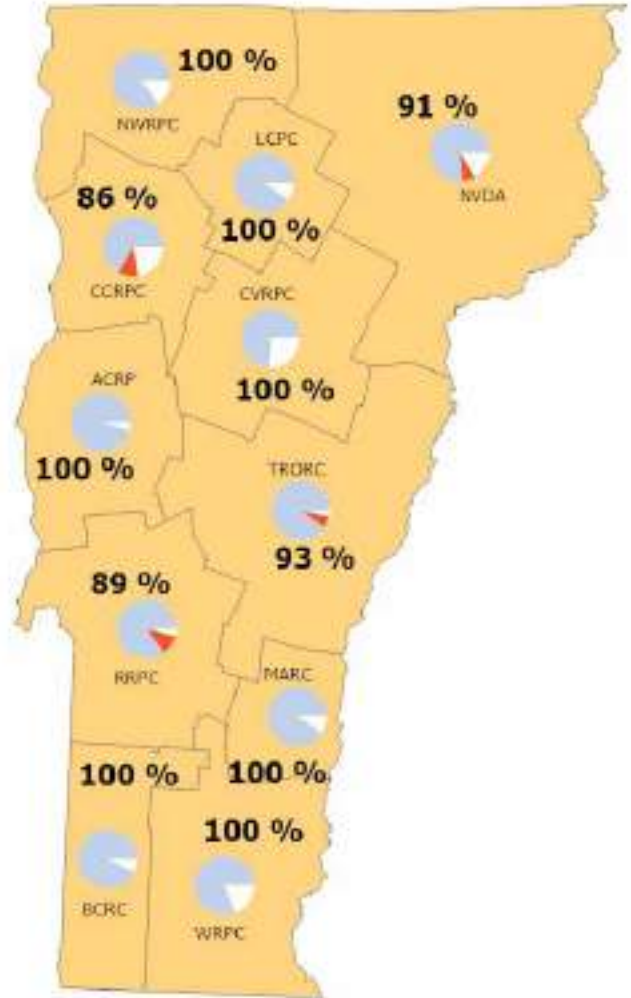 100 %
NWRPC
91 %
NVDA
LCPC
100 %
86 %
CCRPC
CVRPC
100 %
ACRP
100 %
TRORC
93 %
89 %
RRPC
MARC
100 %
100 %
BCRC
100 %
WRPC